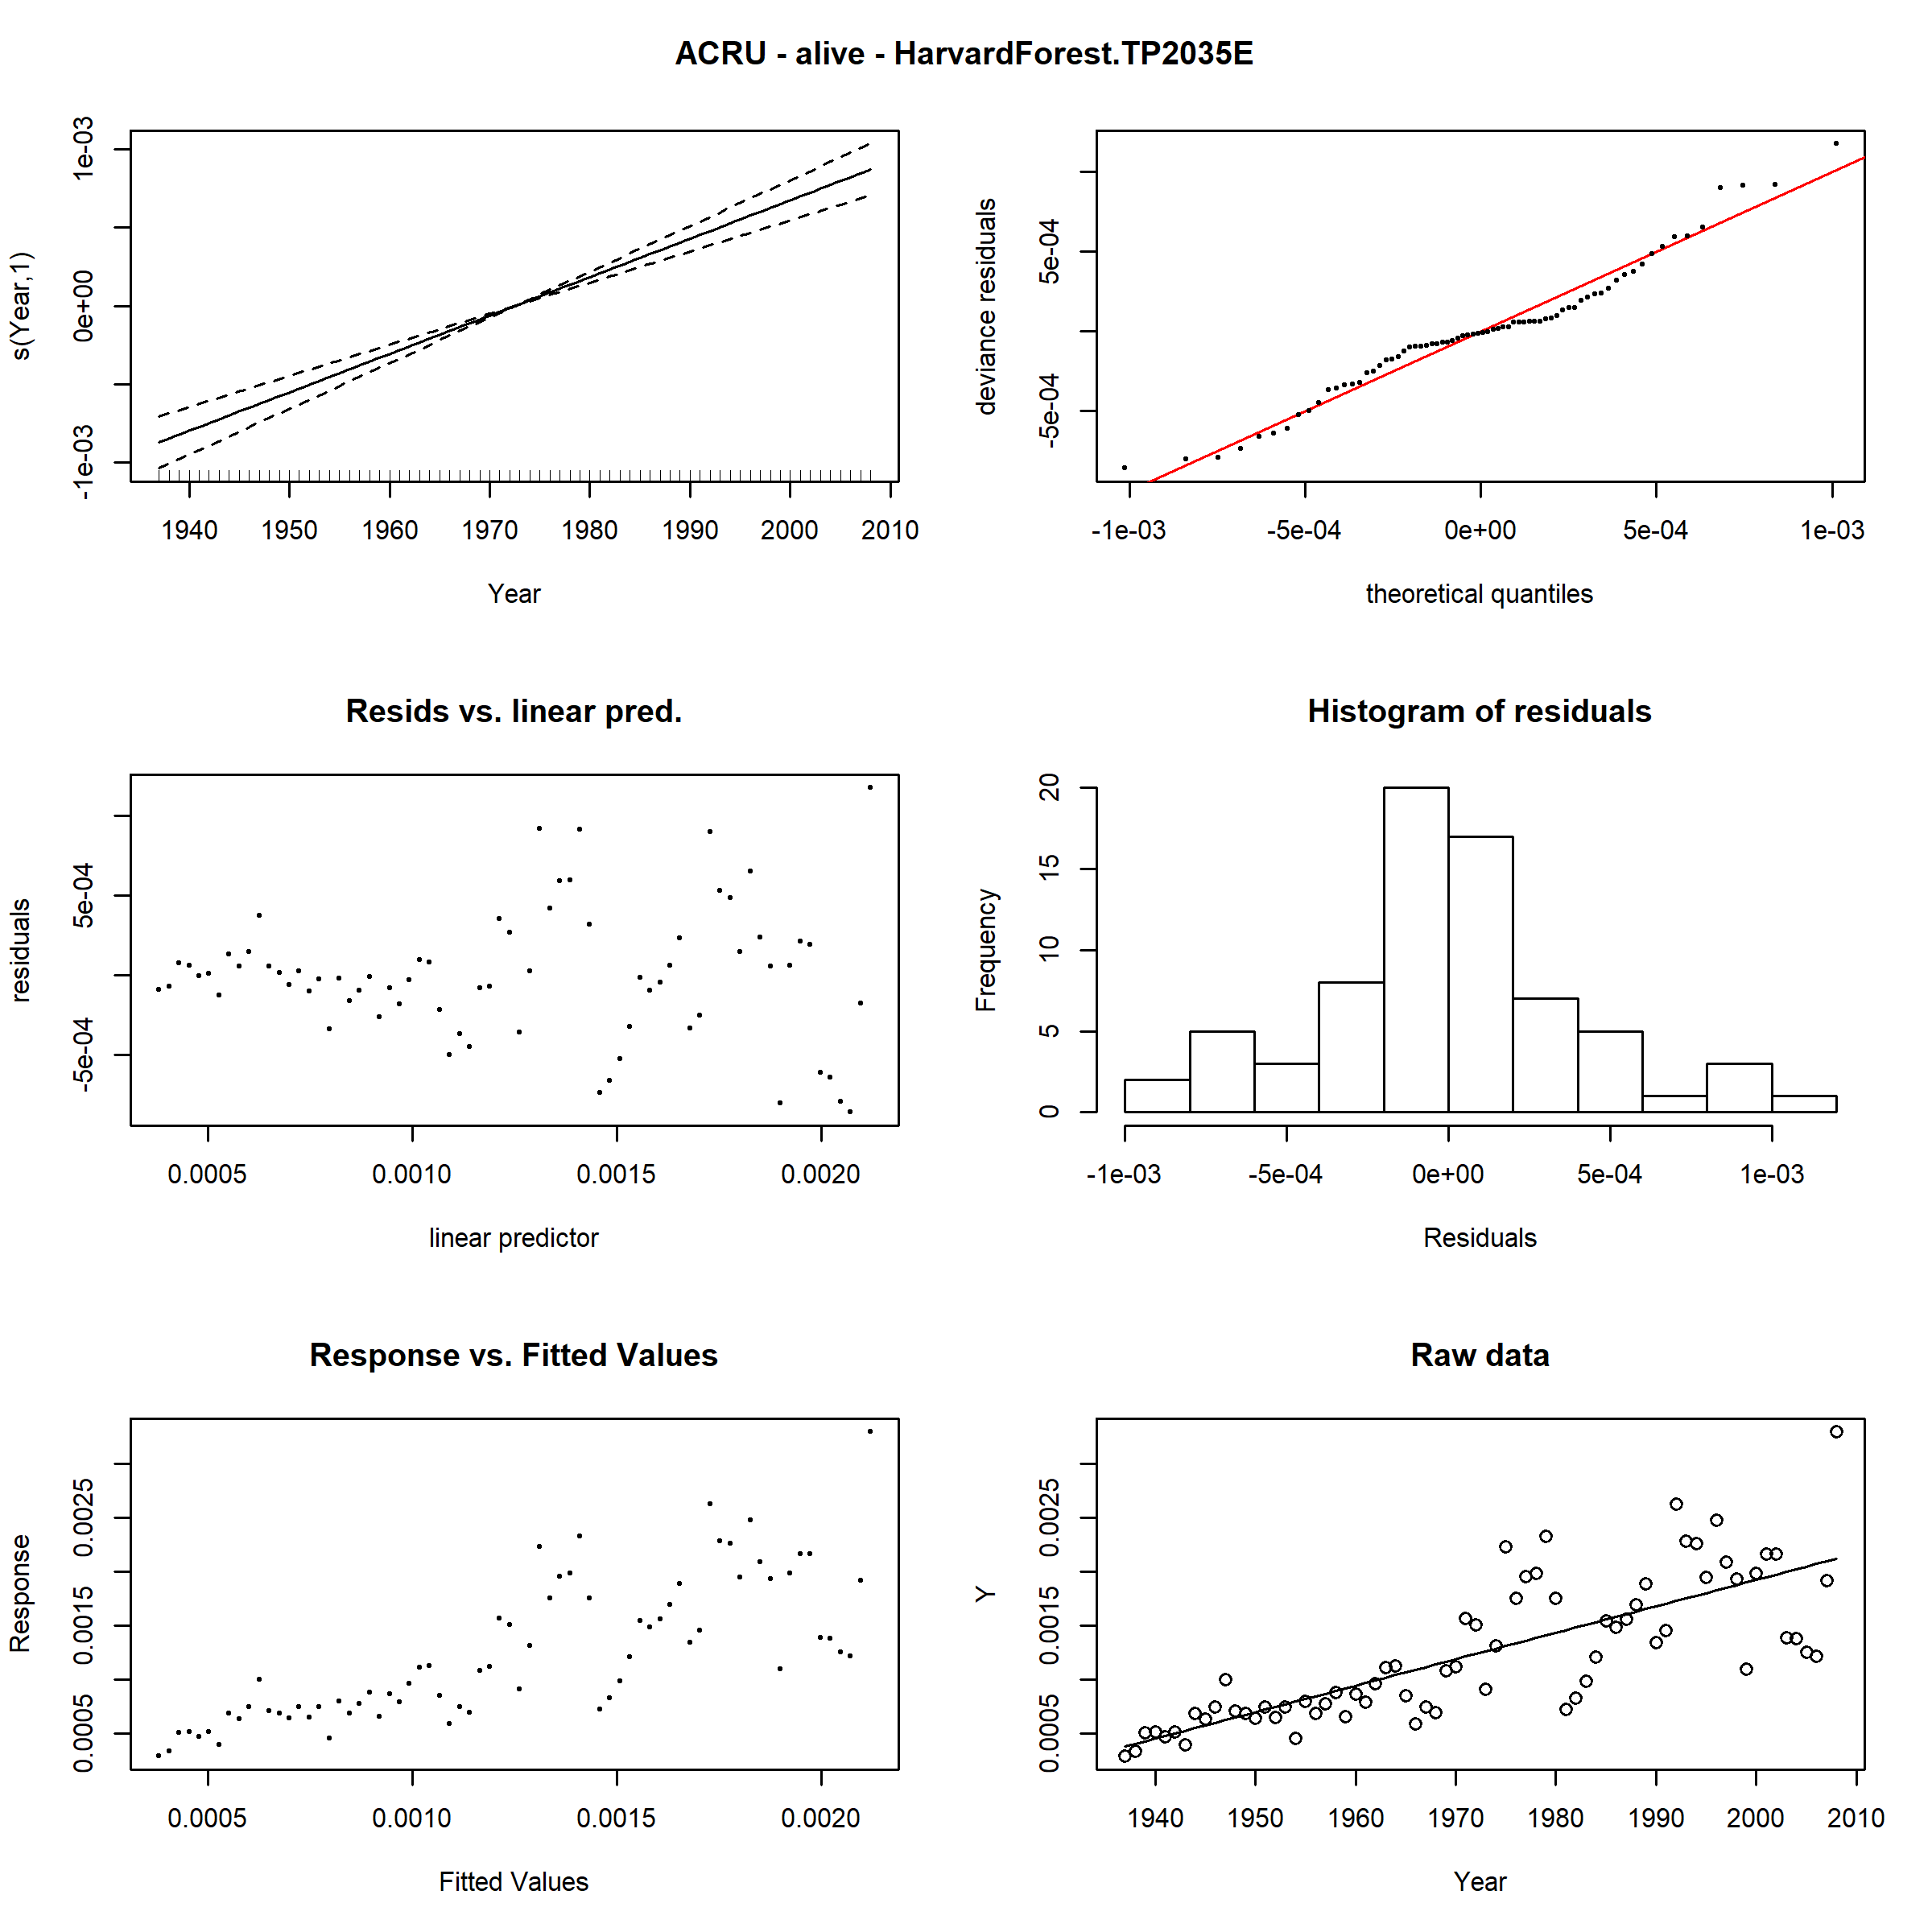 ACRU - alive - HarvardForest.TP2035E
s(Year,1)
-1e-03 0e+00 1e-03
1940 1950 1960 1970 1980 1990 2000 2010
Year
deviance residuals
-5e-04 5e-04
-1e-03 -5e-04 0e+00 5e-04 1e-03
theoretical quantiles
Resids vs. linear pred.
residuals
-5e-04 5e-04
0.0005 0.0010 0.0015 0.0020
linear predictor
Histogram of residuals
Frequency
0 5 10 15 20
-1e-03 -5e-04 0e+00 5e-04 1e-03
Residuals
Response vs. Fitted Values
Response
0.0005 0.0015 0.0025
0.0005 0.0010 0.0015 0.0020
Fitted Values
Raw data
Y
0.0005 0.0015 0.0025
1940 1950 1960 1970 1980 1990 2000 2010
Year